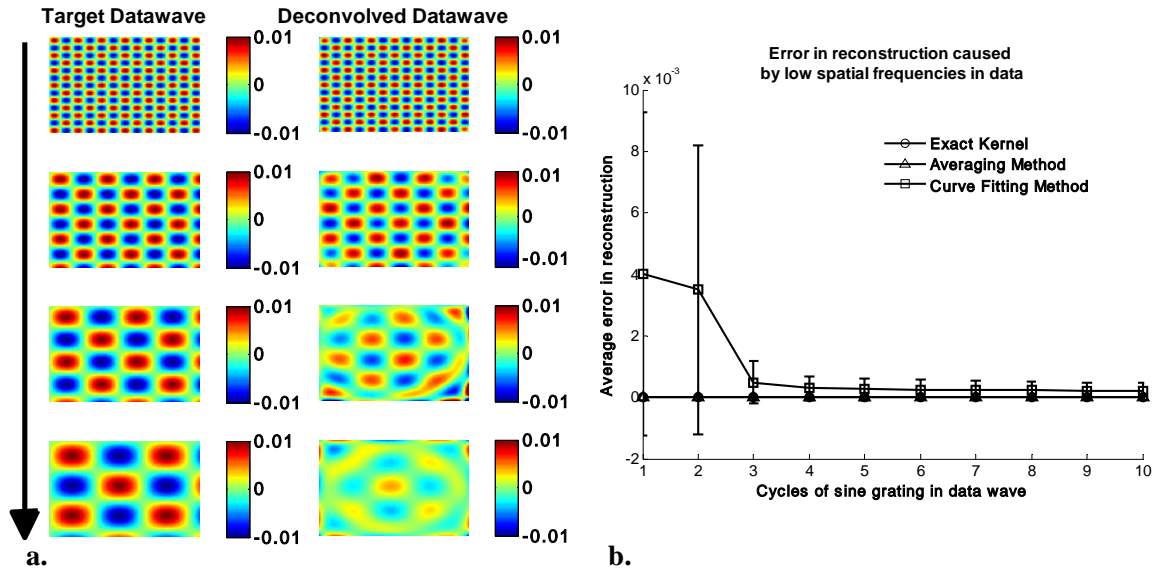 Target Datawave
Deconvolved Datawave
0.01
0
-0.01
0.01
0
-0.01
0.01
0
-0.01
0.01
0
-0.01
0.01
0
-0.01
0.01
0
-0.01
0.01
0
-0.01
0.01
0
-0.01
a.
Error in reconstruction caused
by low spatial frequencies in data
x 10⁻³
10
8
6
4
2
0
-2
Average error in reconstruction
Exact Kernel
Averaging Method
Curve Fitting Method
1 2 3 4 5 6 7 8 9 10
Cycles of sine grating in data wave
b.